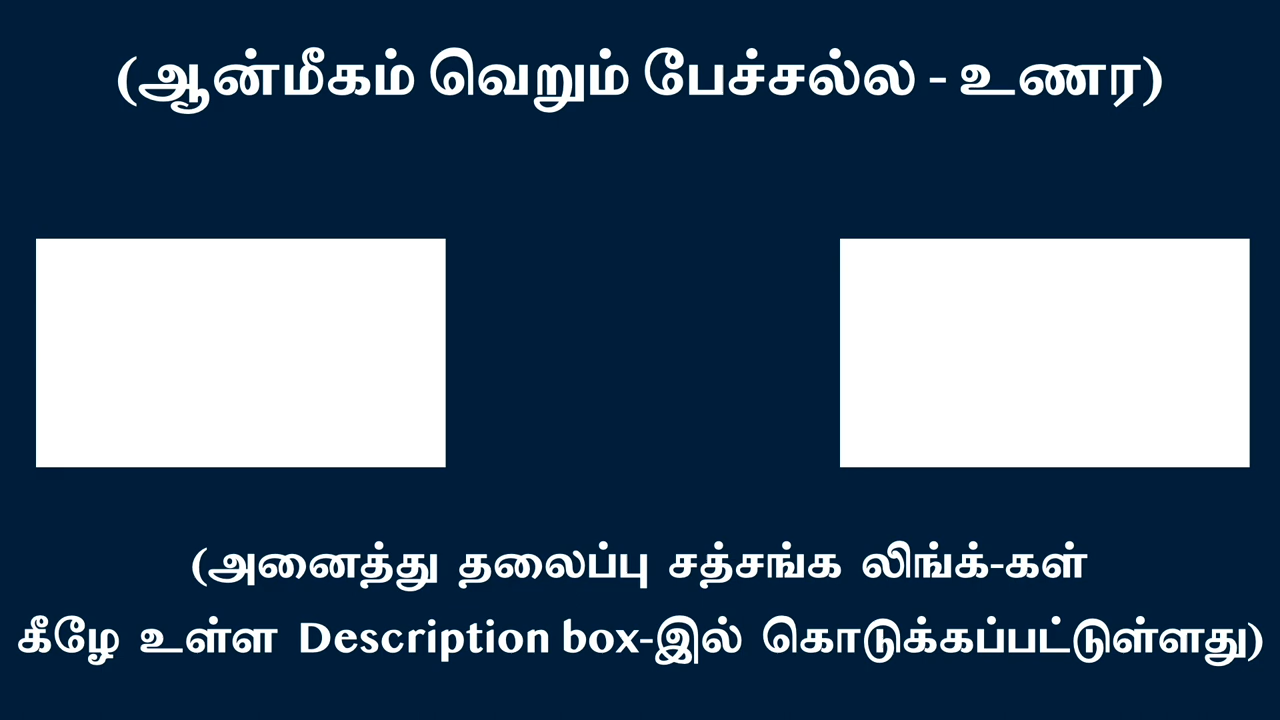 (ஆன்மீகம் வெறும் பேச்சல்ல - உணர)
(அனைத்து தலைப்பு சத்சங்க லிங்க்-கள்
கீழே உள்ள Description box-இல் கொடுக்கப்பட்டுள்ளது)